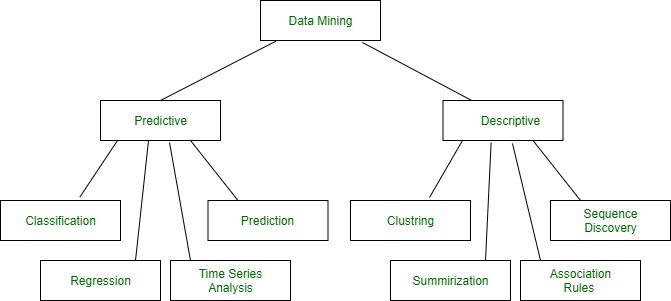 Data Mining
Predictive
Descriptive
Classification
Prediction
Clustring
Sequence
Discovery
Regression
Time Series
Analysis
Summirization
Association
Rules